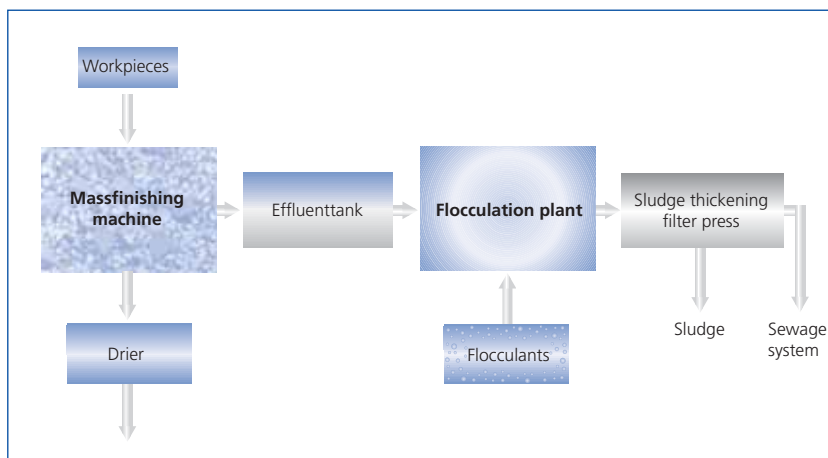 Workpieces
Massfinishing
machine
Effluenttank
Flocculation plant
Sludge thickening
filter press
Drier
Flocculants
Sludge
Sewage
system